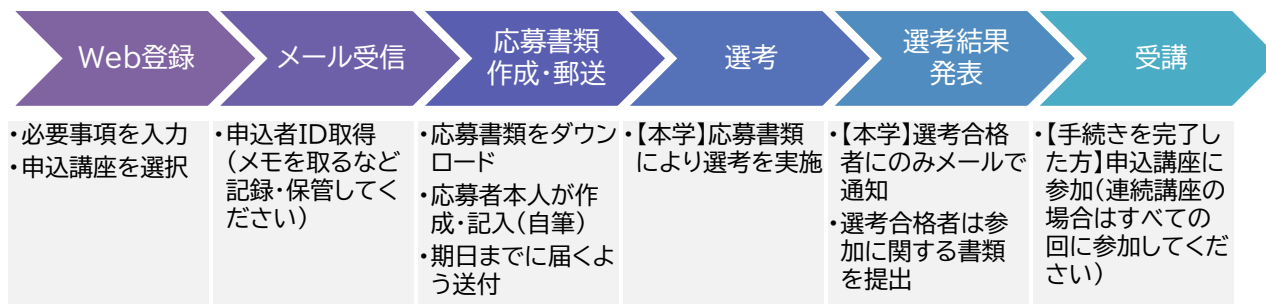 Web登録
メール受信
応募書類
作成・郵送
選考
選考結果
発表
受講
・必要事項を入力
・申込講座を選択
・申込者ID取得
（メモを取るなど
記録・保管してく
ださい）
・応募書類をダウン
ロード
・応募者本人が作
成・記入（自筆）
・期日までに届くよ
う送付
・【本学】応募書類
により選考を実施
・【本学】選考合格
者にのみメールで
通知
・選考合格者は参
加に関する書類
を提出
・【手続きを完了し
た方】申込講座に
参加（連続講座の
場合はすべての
回に参加してくだ
さい）